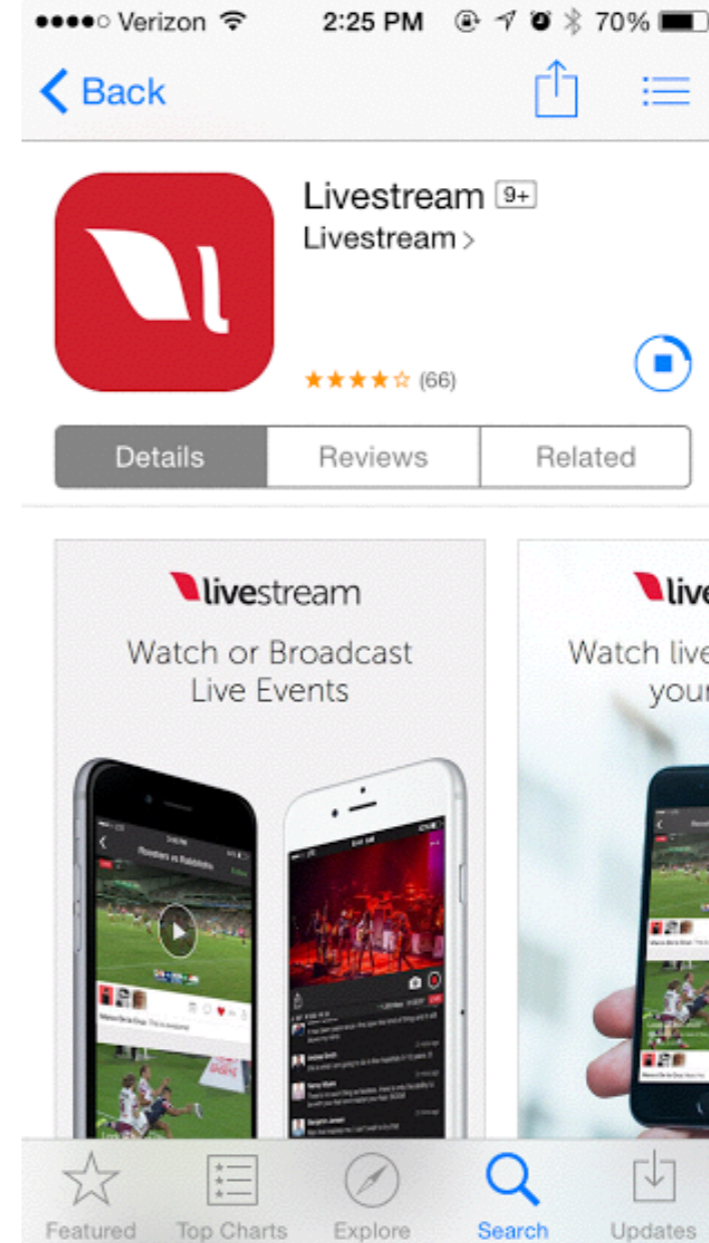 Verizon 2:25 PM 70%
Back
Livestream 9+
Livestream >
(66)
Details Reviews Related
livestream
Watch or Broadcast
Live Events
live
Watch live
your
Featured Top Charts Explore Search Updates